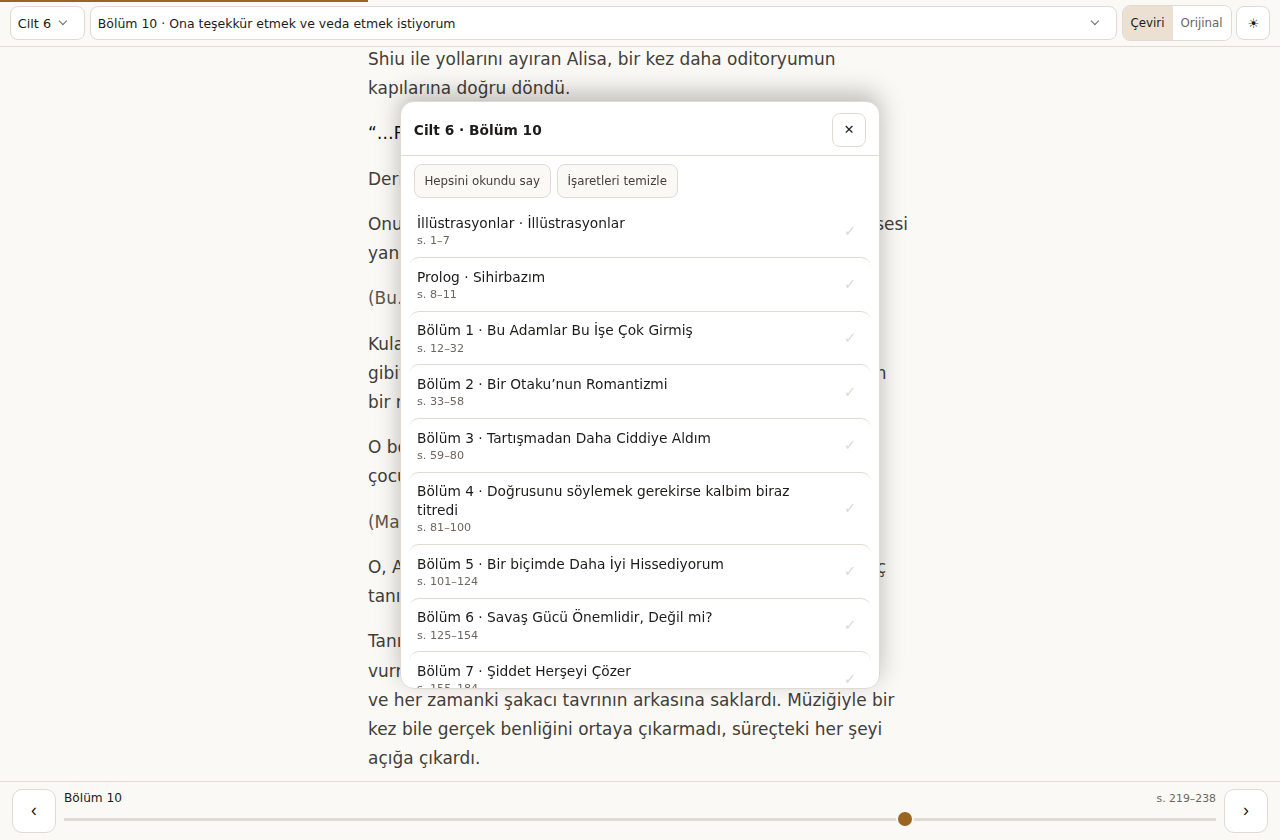 Cilt 6
Bölüm 10 · Ona teşekkür etmek ve veda etmek istiyorum
Çeviri
Orijinal
Shiu ile yollarını ayıran Alisa, bir kez daha oditoryumun
kapılarına doğru döndü.
Cilt 6 · Bölüm 10
Hepsini okundu say
İşaretleri temizle
İllüstrasyonlar · İllüstrasyonlar
s. 1–7
Prolog · Sihirbazım
s. 8–11
Bölüm 1 · Bu Adamlar Bu İşe Çok Girmiş
s. 12–32
Bölüm 2 · Bir Otaku’nun Romantizmi
s. 33–58
Bölüm 3 · Tartışmadan Daha Ciddiye Aldım
s. 59–80
Bölüm 4 · Doğrusunu söylemek gerekirse kalbim biraz
titredi
s. 81–100
Bölüm 5 · Bir biçimde Daha İyi Hissediyorum
s. 101–124
Bölüm 6 · Savaş Gücü Önemlidir, Değil mi?
s. 125–154
Bölüm 7 · Şiddet Herşeyi Çözer
ve her zamanki şakacı tavrının arkasına saklardı. Müziğiyle bir
kez bile gerçek benliğini ortaya çıkarmadı, süreçteki her şeyi
açığa çıkardı.
Bölüm 10
s. 219–238